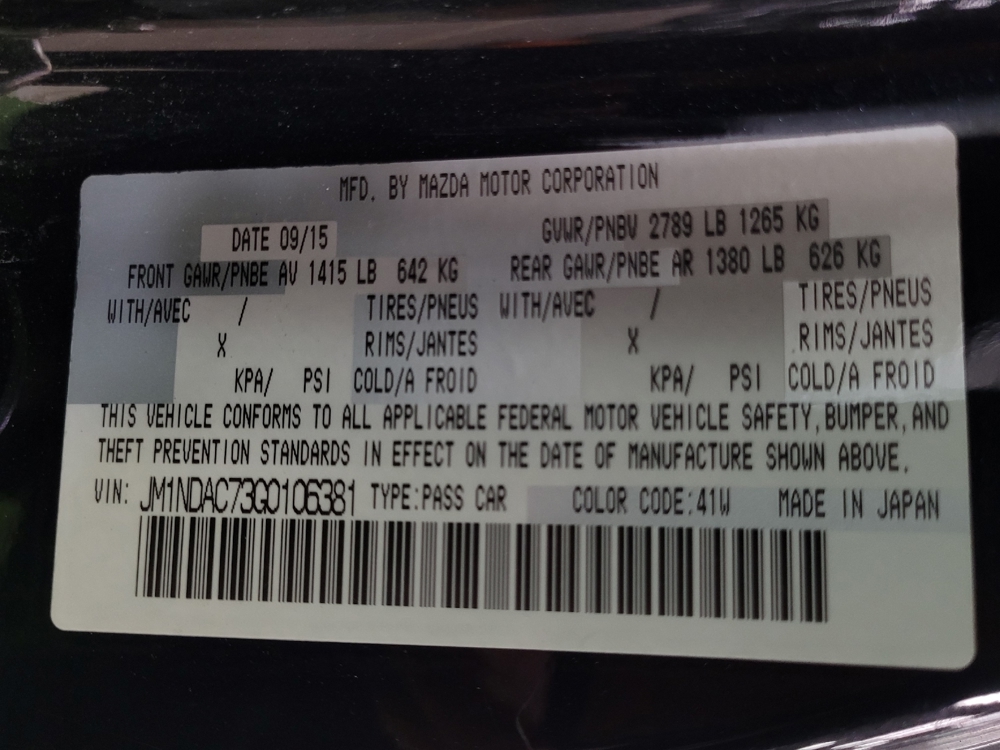 MFD. BY MAZDA MOTOR CORPORATION
DATE 09/15 GVWR/PNBV 2789 LB 1265 KG
FRONT GAWR/PNBE AV 1415 LB 642 KG REAR GAWR/PNBE AR 1380 LB 626 KG
WITH/AVEC / TIRES/PNEUS WITH/AVEC / TIRES/PNEUS
X RIMS/JANTES X RIMS/JANTES
KPA/ PSI COLD/A FROID KPA/ PSI COLD/A FROID
THIS VEHICLE CONFORMS TO ALL APPLICABLE FEDERAL MOTOR VEHICLE SAFETY, BUMPER, AND
THEFT PREVENTION STANDARDS IN EFFECT ON THE DATE OF MANUFACTURE SHOWN ABOVE.
VIN: JM1NDAC73G0106381 TYPE:PASS CAR COLOR CODE:41W MADE IN JAPAN